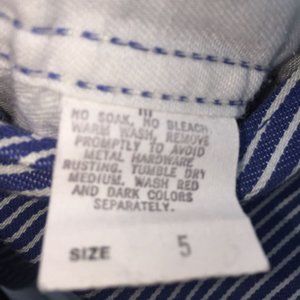 NO SOAK. NO BLEACH
WARM WASH, REMOVE
PROMPTLY TO AVOID
METAL HARDWARE
RUSTING. TUMBLE DRY
MEDIUM. WASH RED
AND DARK COLORS
SEPARATELY.
SIZE 5